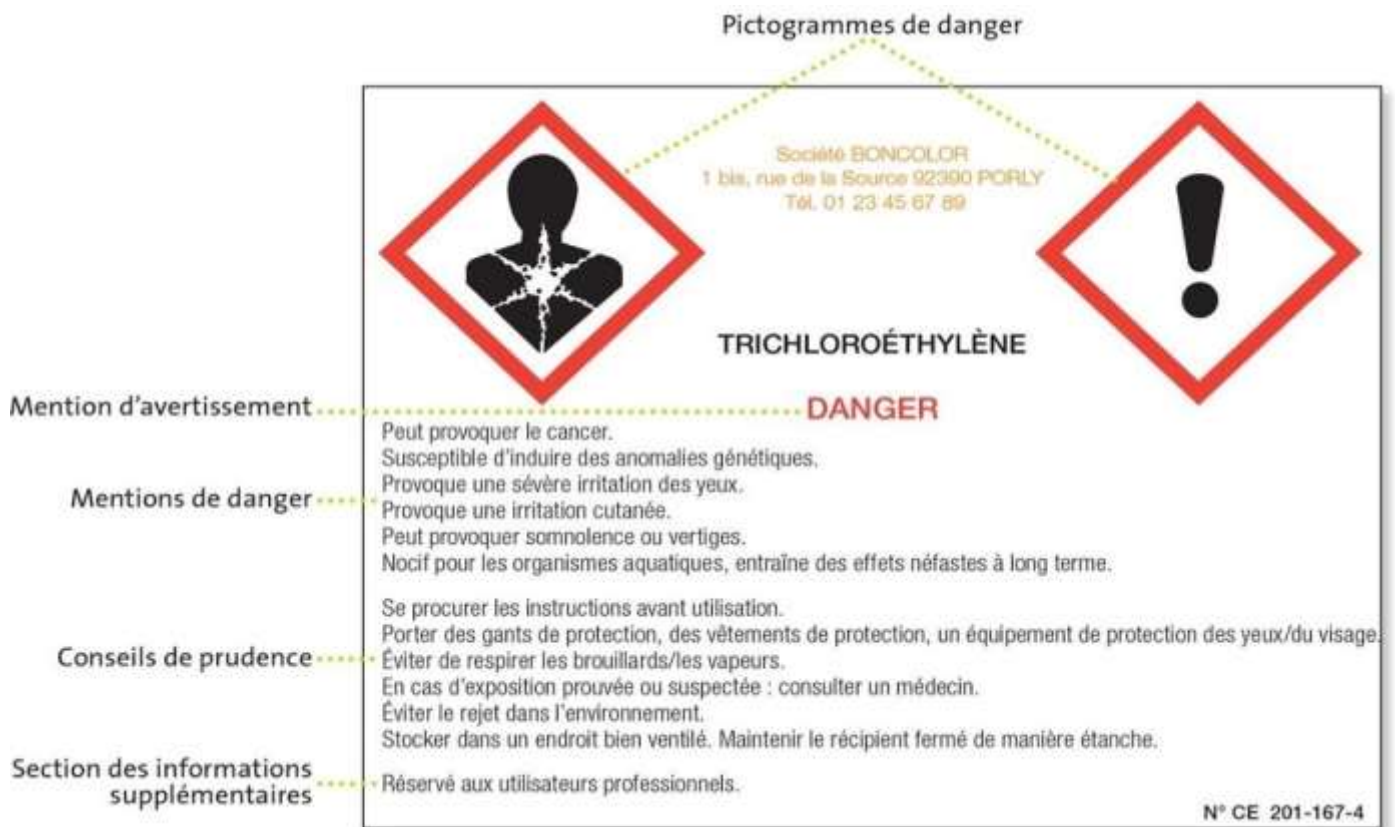 Pictogrammes de danger
Société BONCOLOR
1 bis, rue de la Source 92390 PORLY
Tél. 01 23 45 67 89
TRICHLOROÉTHYLÈNE
Mention d'avertissement
DANGER
Mentions de danger
Peut provoquer le cancer.
Susceptible d'induire des anomalies génétiques.
Provoque une sévère irritation des yeux.
Provoque une irritation cutanée.
Peut provoquer somnolence ou vertiges.
Nocif pour les organismes aquatiques, entraîne des effets néfastes à long terme.
Conseils de prudence
Se procurer les instructions avant utilisation.
Porter des gants de protection, des vêtements de protection, un équipement de protection des yeux/du visage.
Éviter de respirer les brouillards/les vapeurs.
En cas d'exposition prouvée ou suspectée : consulter un médecin.
Éviter le rejet dans l'environnement.
Stocker dans un endroit bien ventilé. Maintenir le récipient fermé de manière étanche.
Section des informations
supplémentaires
Réservé aux utilisateurs professionnels.
N° CE 201-167-4